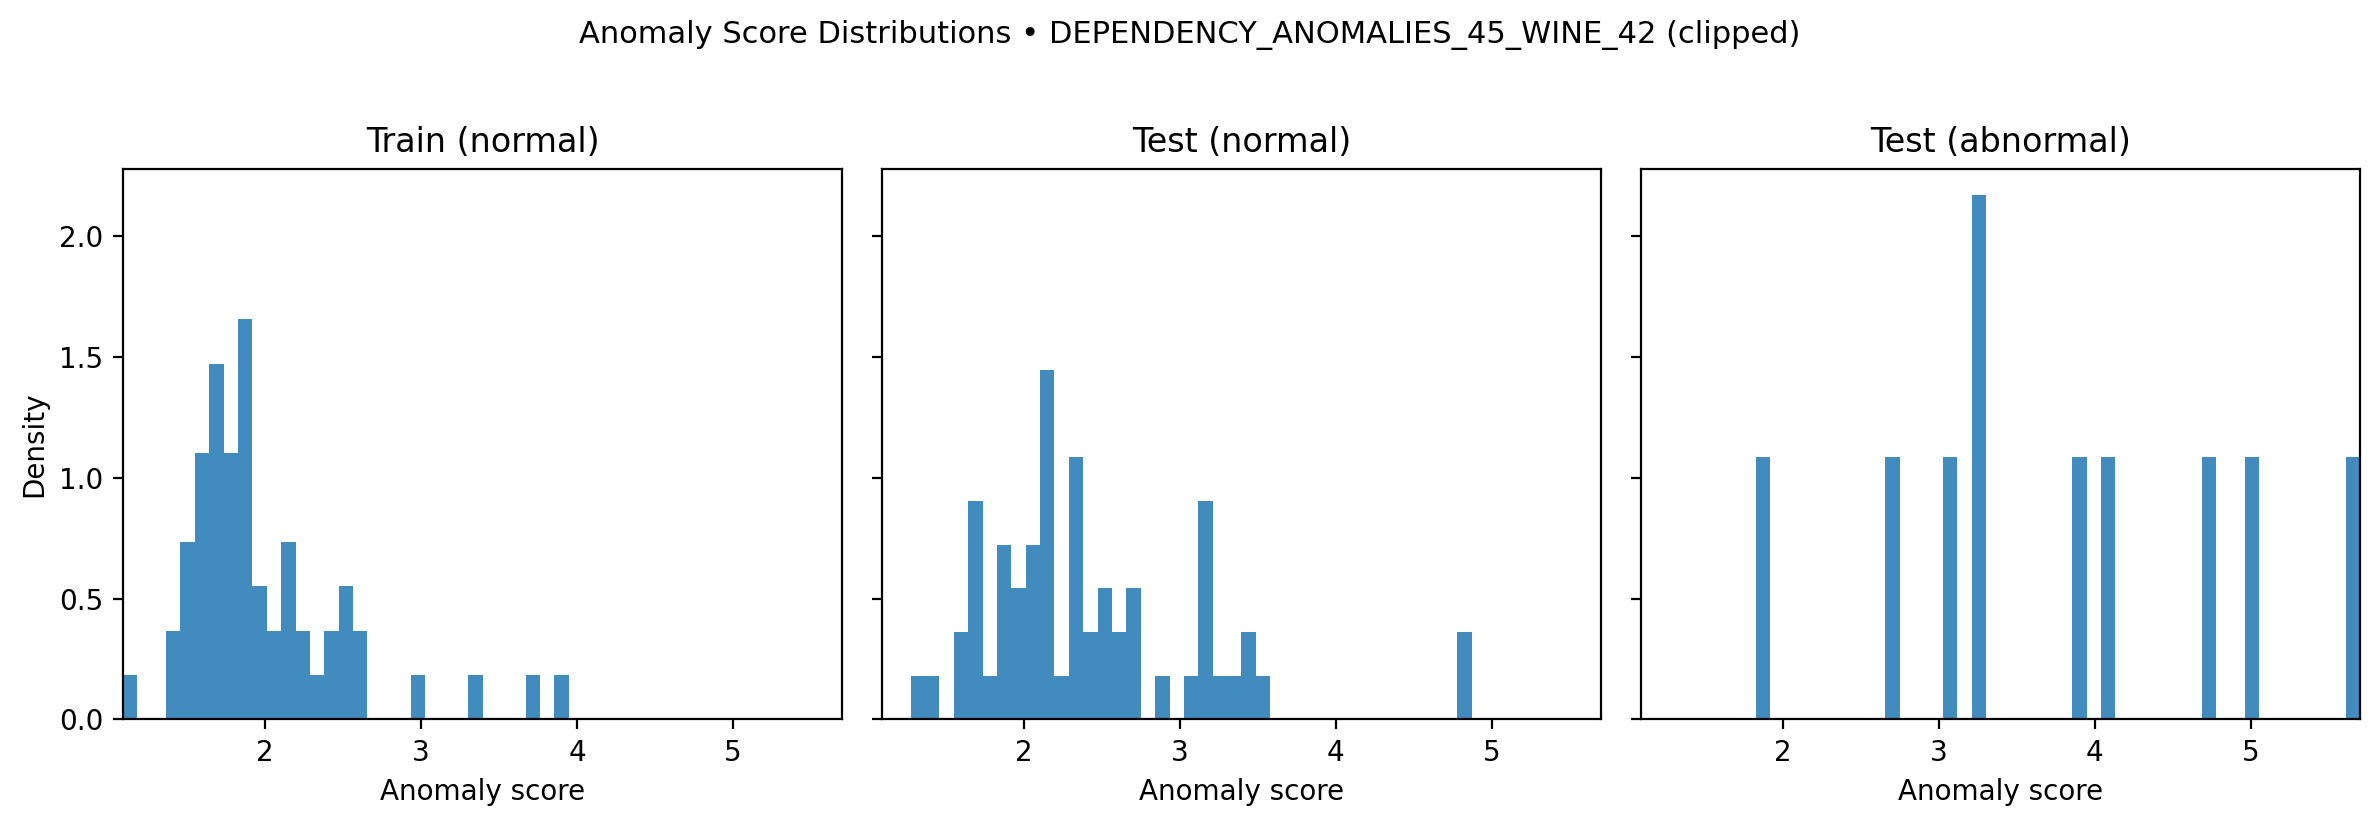 Anomaly Score Distributions • DEPENDENCY_ANOMALIES_45_WINE_42 (clipped)
Train (normal)
Test (normal)
Test (abnormal)
Density
2.0
1.5
1.0
0.5
0.0
2 3 4 5
2 3 4 5
2 3 4 5
Anomaly score
Anomaly score
Anomaly score